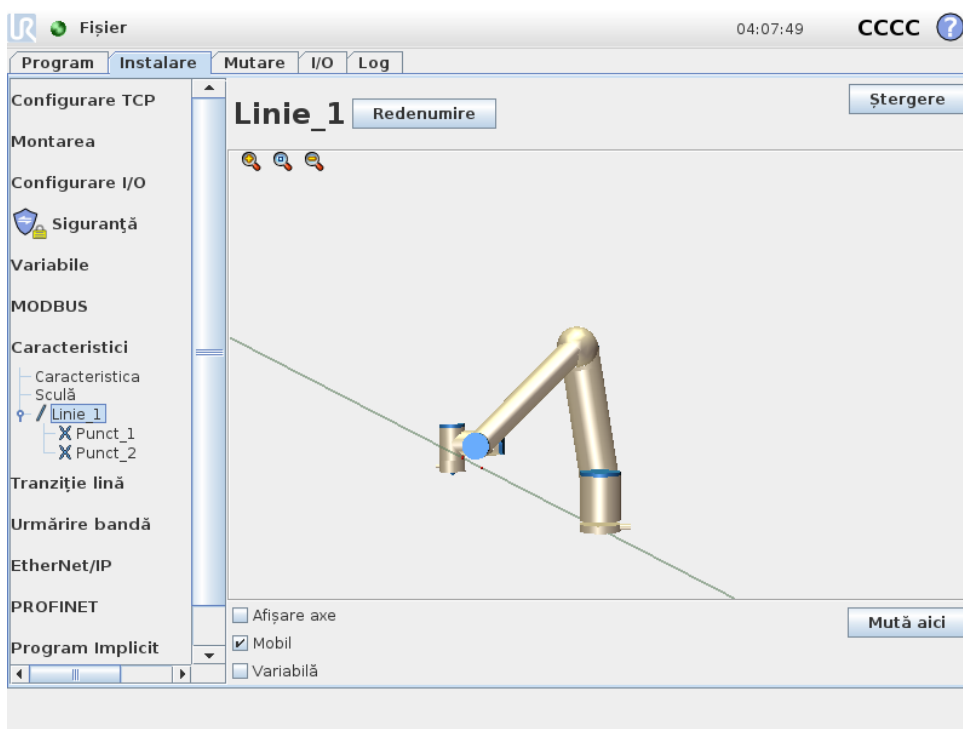 UR Fișier 04:07:49 CCCC ?
Program Instalare Mutare I/O Log
Configurare TCP
Montarea
Configurare I/O
Siguranță
Variabile
MODBUS
Caracteristici
Caracteristica
Sculă
Linie_1
Punct_1
Punct_2
Tranziție lină
Urmărire bandă
EtherNet/IP
PROFINET
Program Implicit
Linie_1 Redenumire Ștergere
Afișare axe
Mobil
Variabilă
Mută aici